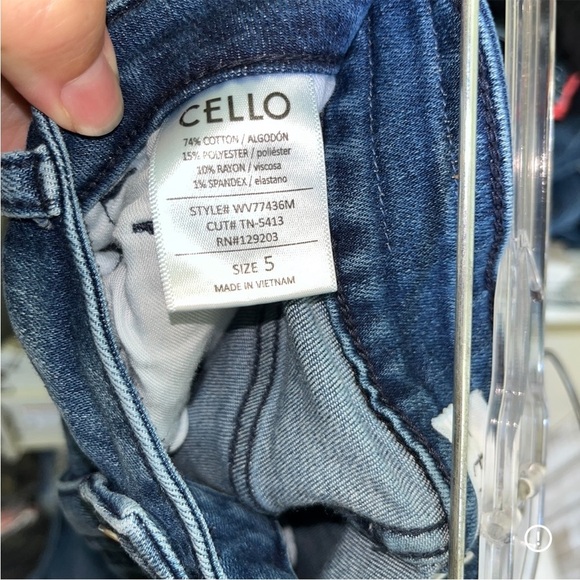 CELLO
74% COTTON / ALGODÓN
15% POLYESTER / poliéster
10% RAYON / viscosa
1% SPANDEX / elastano
STYLE# WV77436M
CUT# TN-5413
RN#129203
SIZE 5
MADE IN VIETNAM